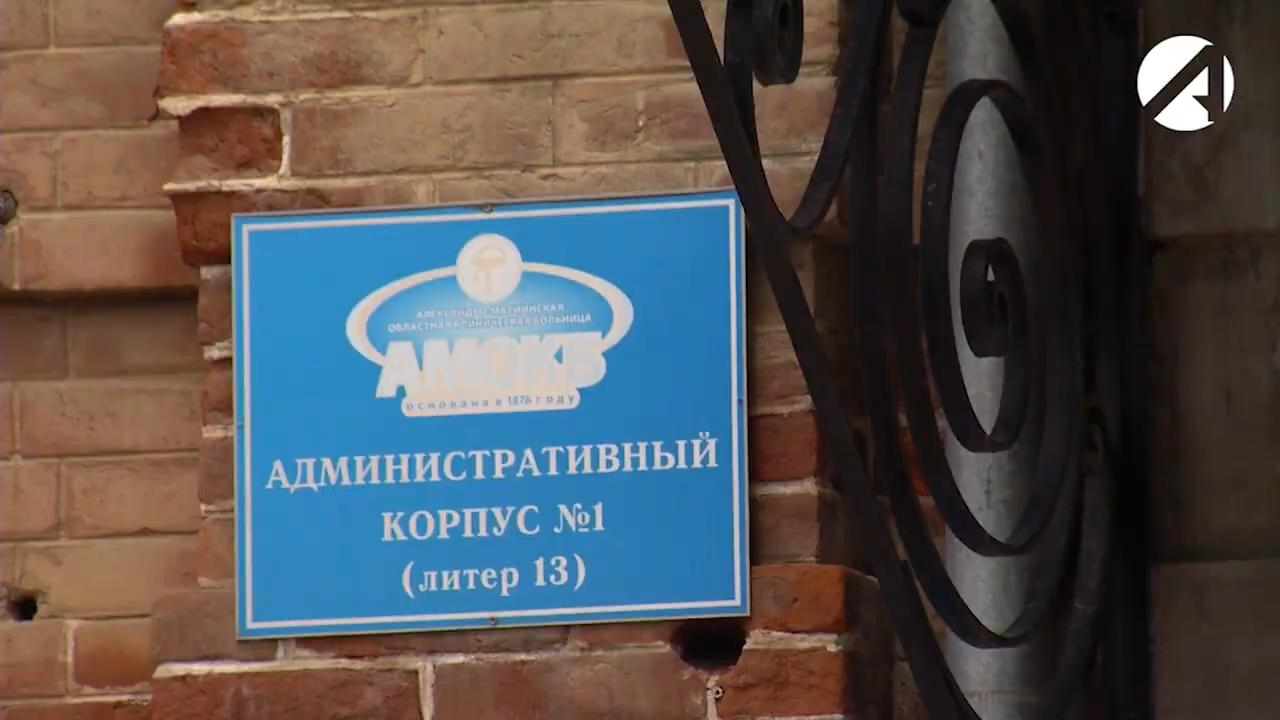 АЛЕКСАНДРО-МАРИИНСКАЯ
ОБЛАСТНАЯ КЛИНИЧЕСКАЯ БОЛЬНИЦА
АМОКБ
основана в 1876 году
АДМИНИСТРАТИВНЫЙ
КОРПУС №1
(литер 13)